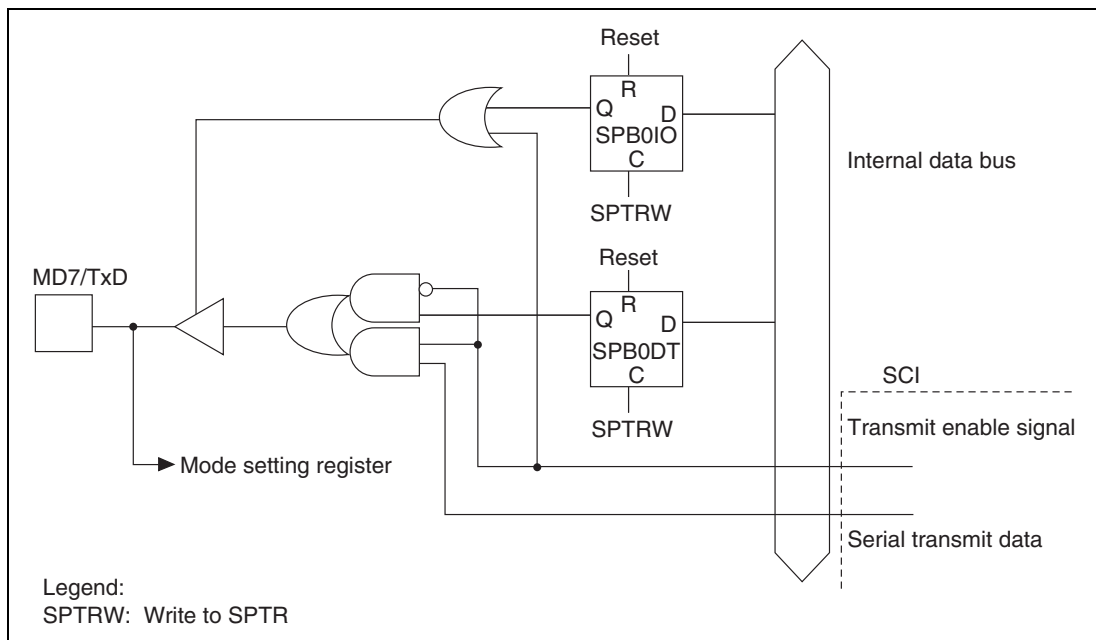 Reset
R
Q
D
SPB0IO
C
Internal data bus
SPTRW
Reset
MD7/TxD
R
Q
D
SPB0DT
C
SCI
SPTRW
Transmit enable signal
Mode setting register
Serial transmit data
Legend:
SPTRW: Write to SPTR